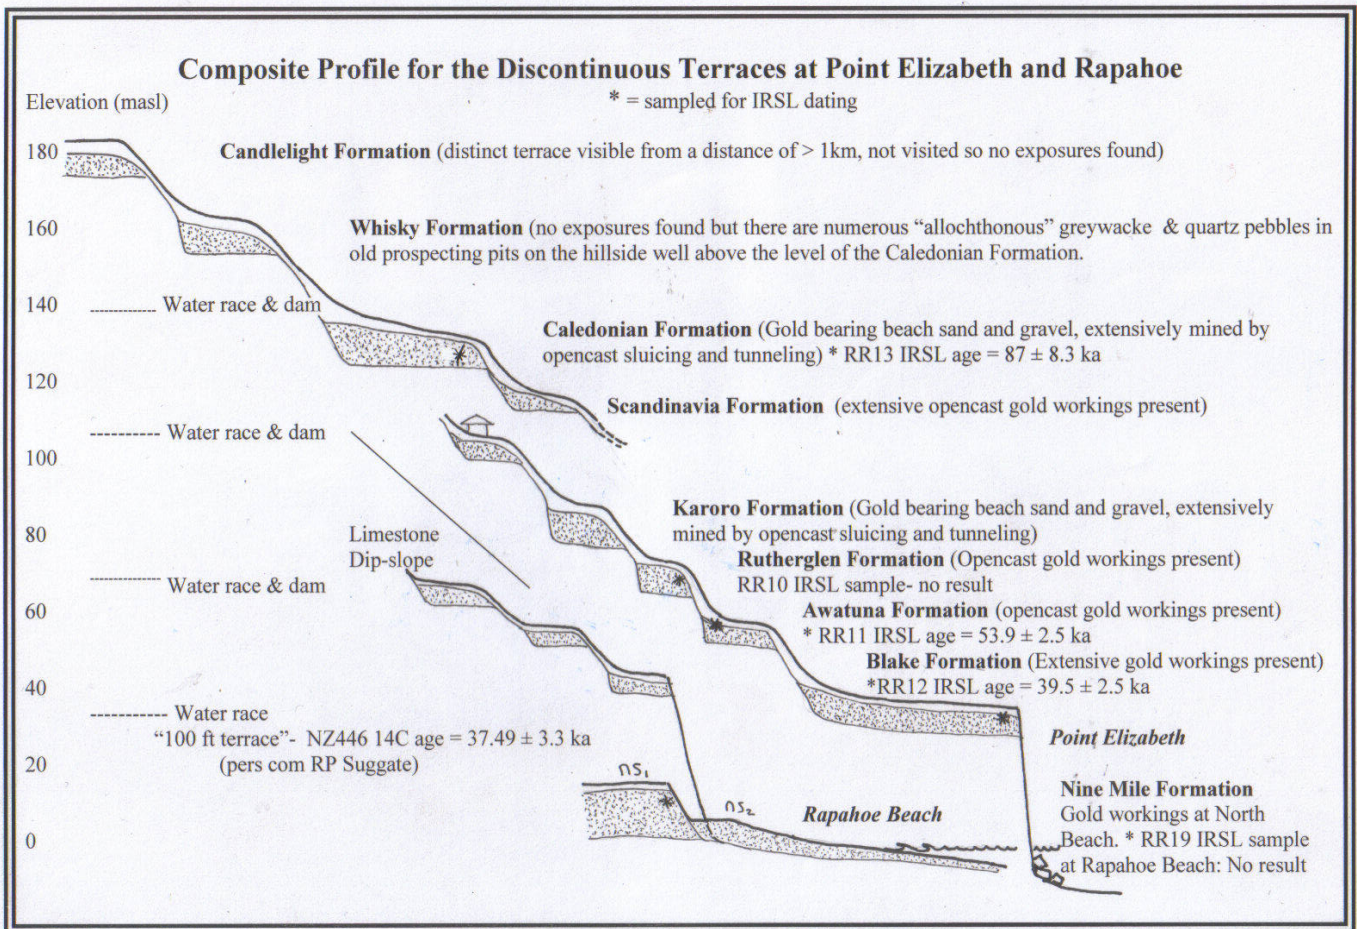 Composite Profile for the Discontinuous Terraces at Point Elizabeth and Rapahoe
Elevation (masl)
* = sampled for IRSL dating
180
Candlelight Formation (distinct terrace visible from a distance of > 1km, not visited so no exposures found)
160
Whisky Formation (no exposures found but there are numerous “allochthonous” greywacke & quartz pebbles in
old prospecting pits on the hillside well above the level of the Caledonian Formation.
140
Water race & dam
Caledonian Formation (Gold bearing beach sand and gravel, extensively mined by
opencast sluicing and tunneling) * RR13 IRSL age = 87 ± 8.3 ka
120
Scandinavia Formation (extensive opencast gold workings present)
Water race & dam
100
Karoro Formation (Gold bearing beach sand and gravel, extensively
mined by opencast sluicing and tunneling)
80
Limestone
Dip-slope
Rutherglen Formation (Opencast gold workings present)
RR10 IRSL sample- no result
Water race & dam
60
Awatuna Formation (opencast gold workings present)
* RR11 IRSL age = 53.9 ± 2.5 ka
Blake Formation (Extensive gold workings present)
*RR12 IRSL age = 39.5 ± 2.5 ka
40
Water race
“100 ft terrace”- NZ446 14C age = 37.49 ± 3.3 ka
(pers com RP Suggate)
Point Elizabeth
20
ns1
ns2
Rapahoe Beach
Nine Mile Formation
Gold workings at North
Beach. * RR19 IRSL sample
at Rapahoe Beach: No result
0